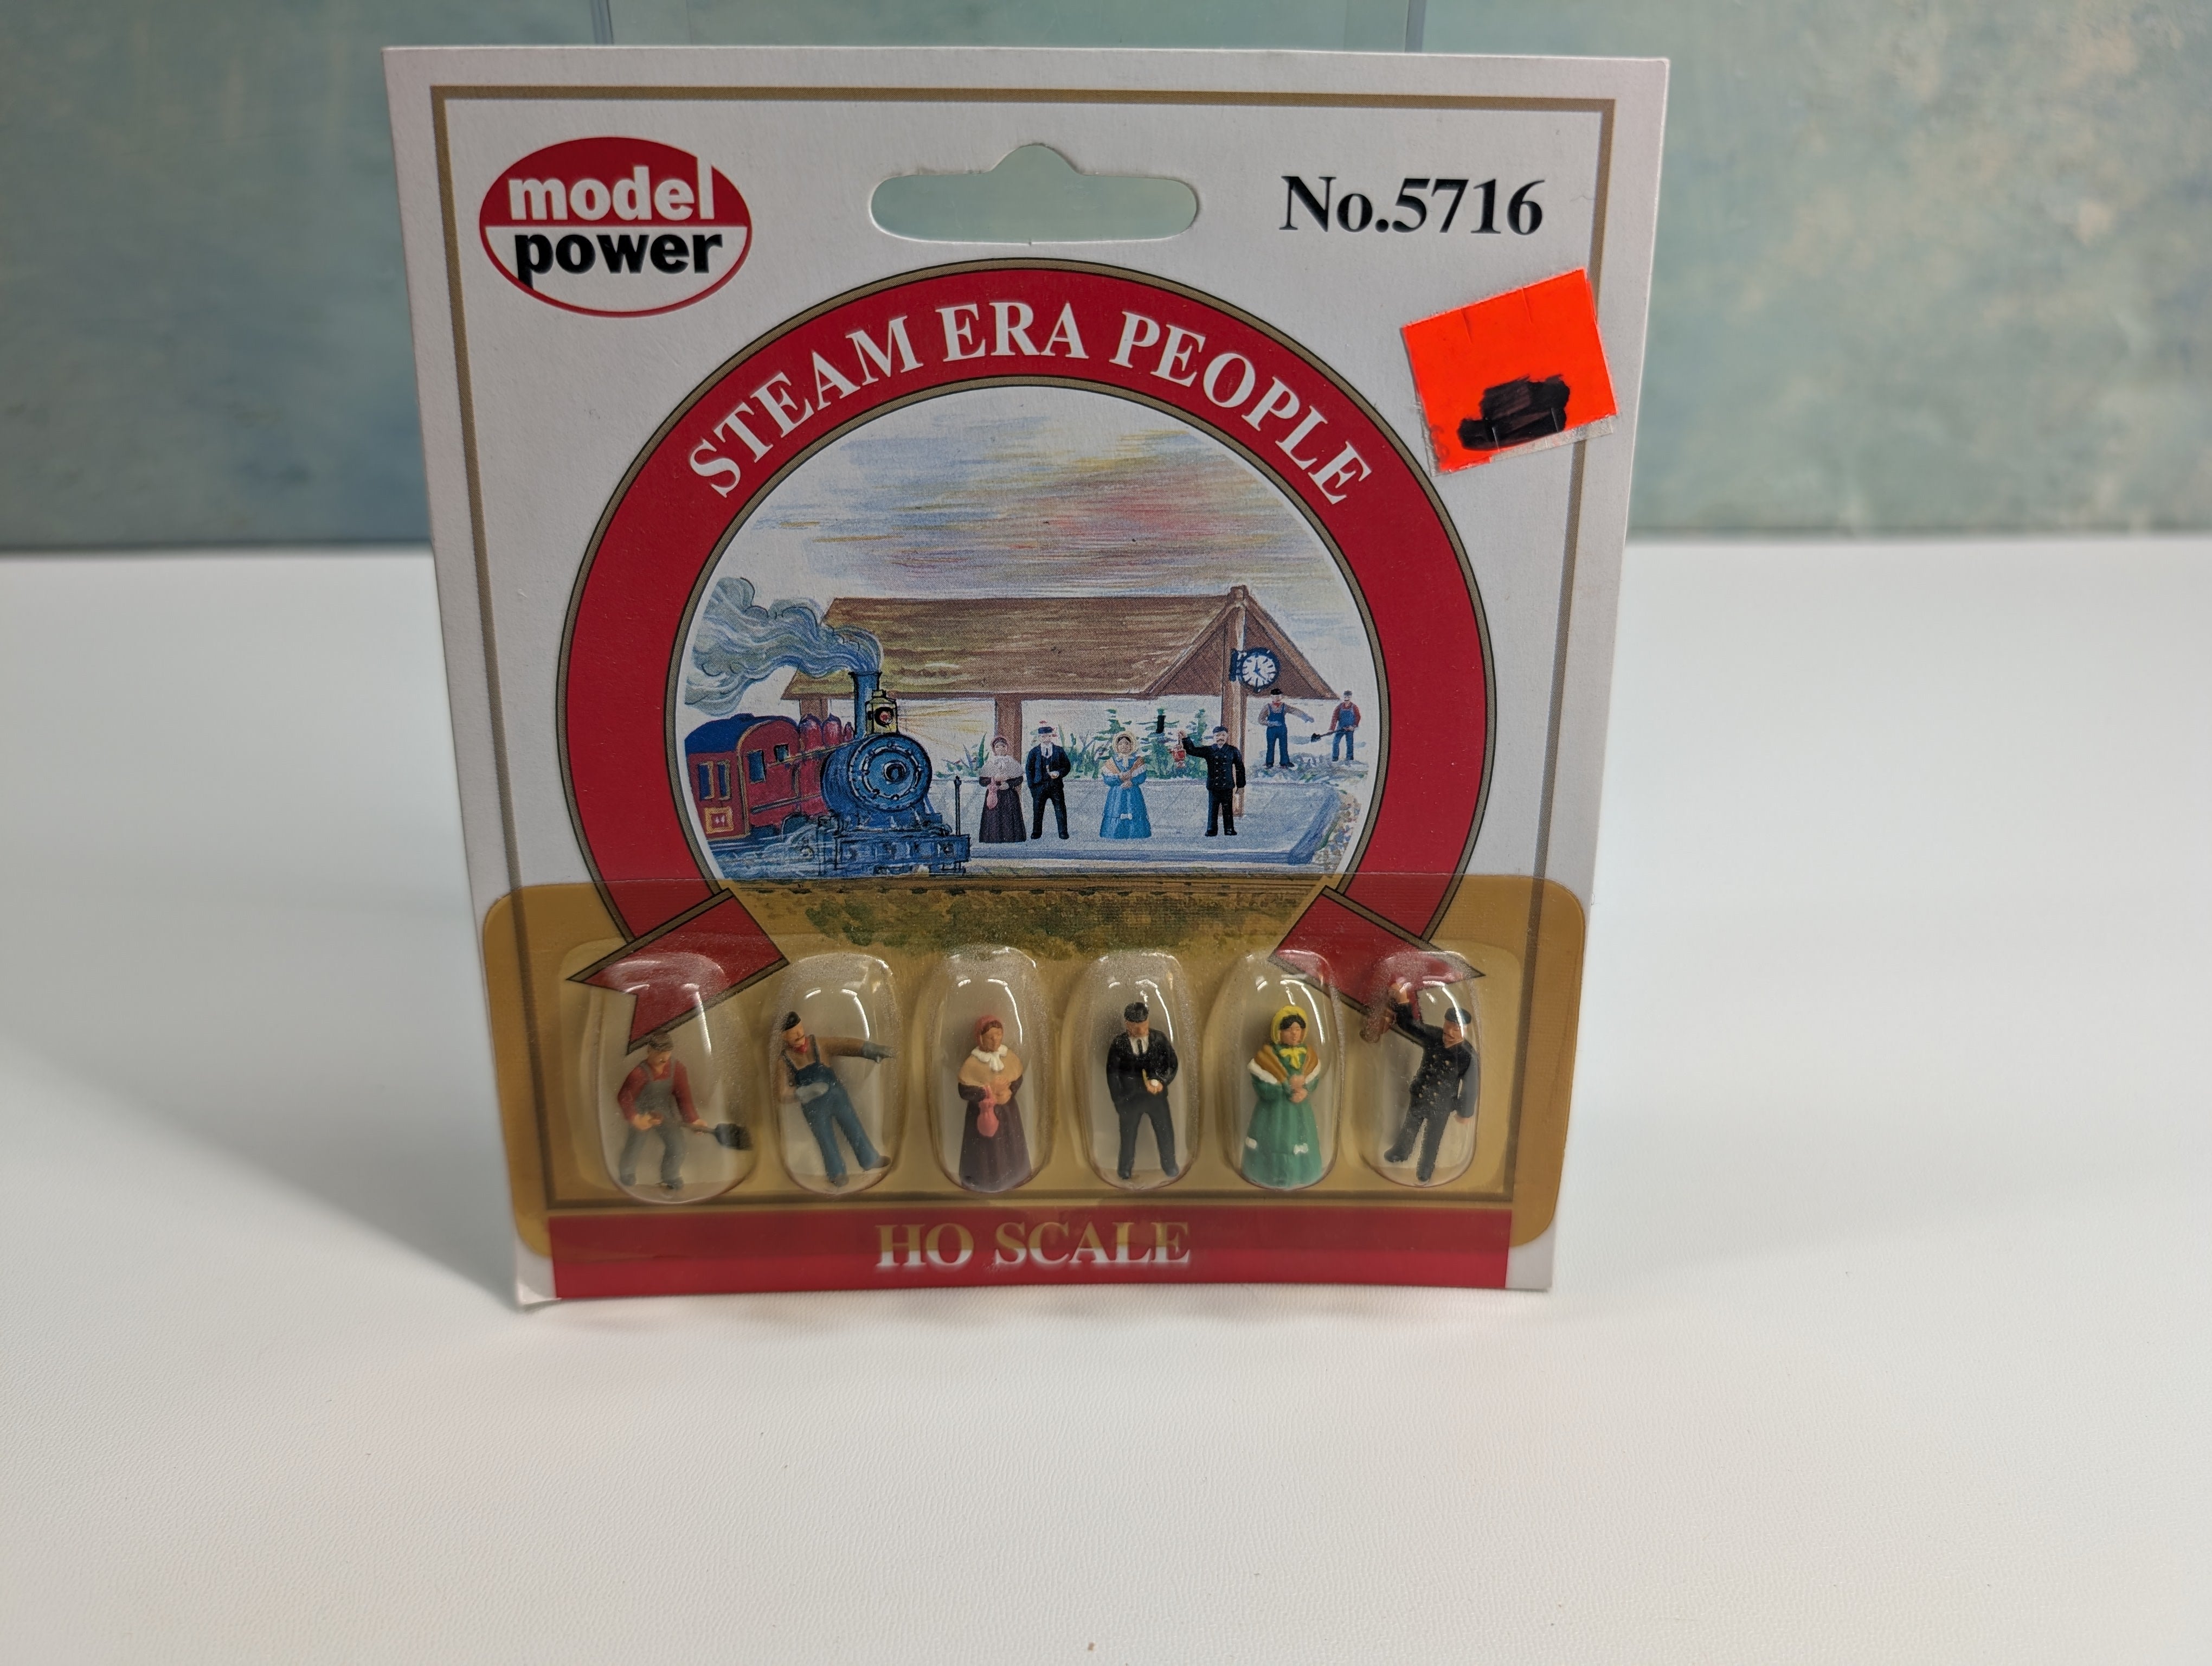 model
power
No.5716
STEAM ERA PEOPLE
HO SCALE